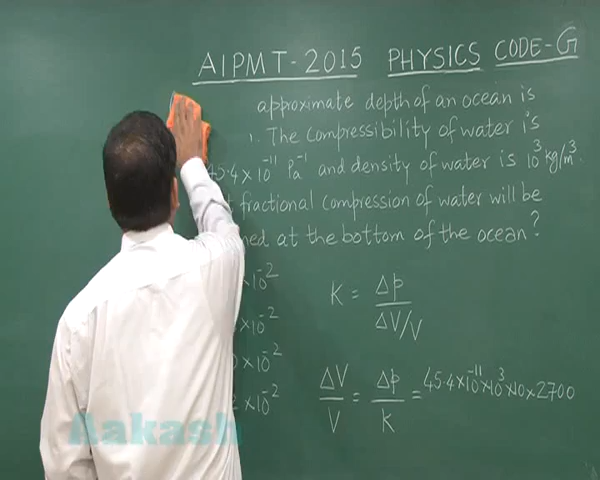 AIPMT-2015 PHYSICS CODE-G
approximate depth of an ocean is
. The compressibility of water is
45.4×10⁻¹¹ Pa⁻¹ and density of water is 10³ kg/m³.
fractional compression of water will be
ned at the bottom of the ocean?
×10⁻²
×10⁻²
×10⁻²
×10⁻²
K = Δp / ΔV/V
ΔV/V = Δp/K = 45.4×10⁻¹¹×10³×10×2700
Aakash